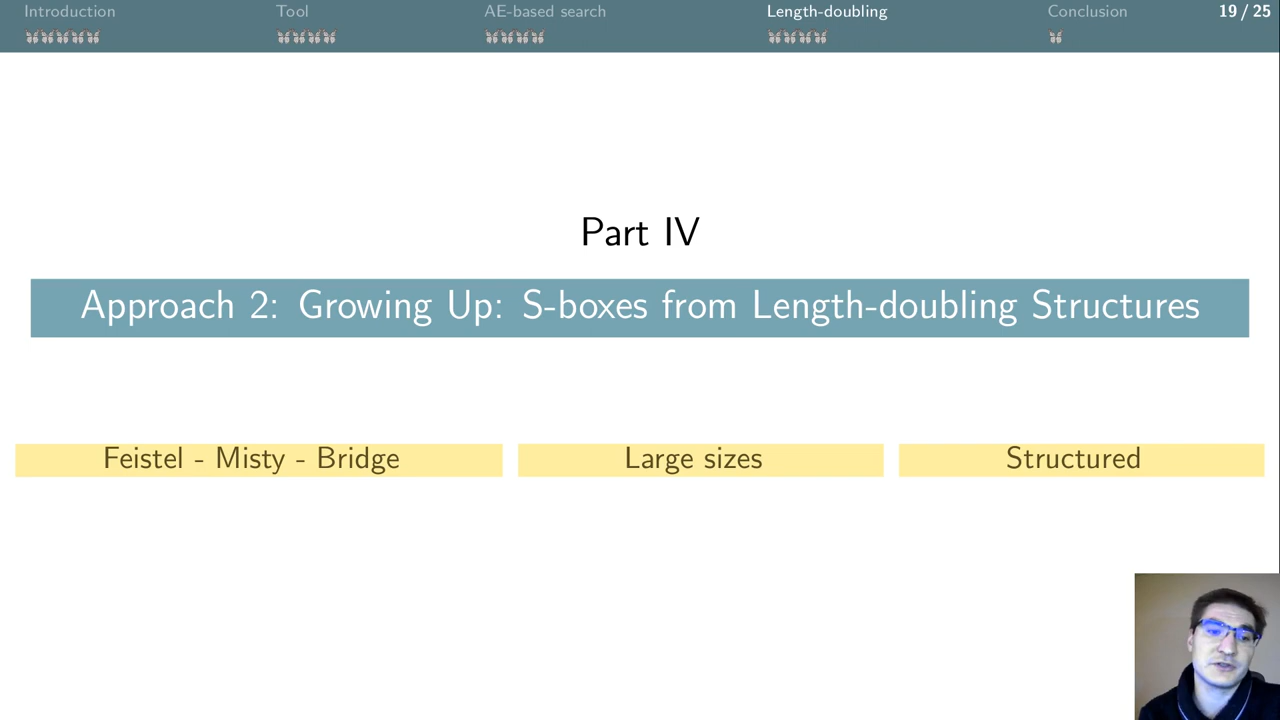 Introduction Tool AE-based search Length-doubling Conclusion 19 / 25
Part IV
Approach 2: Growing Up: S-boxes from Length-doubling Structures
Feistel - Misty - Bridge Large sizes Structured